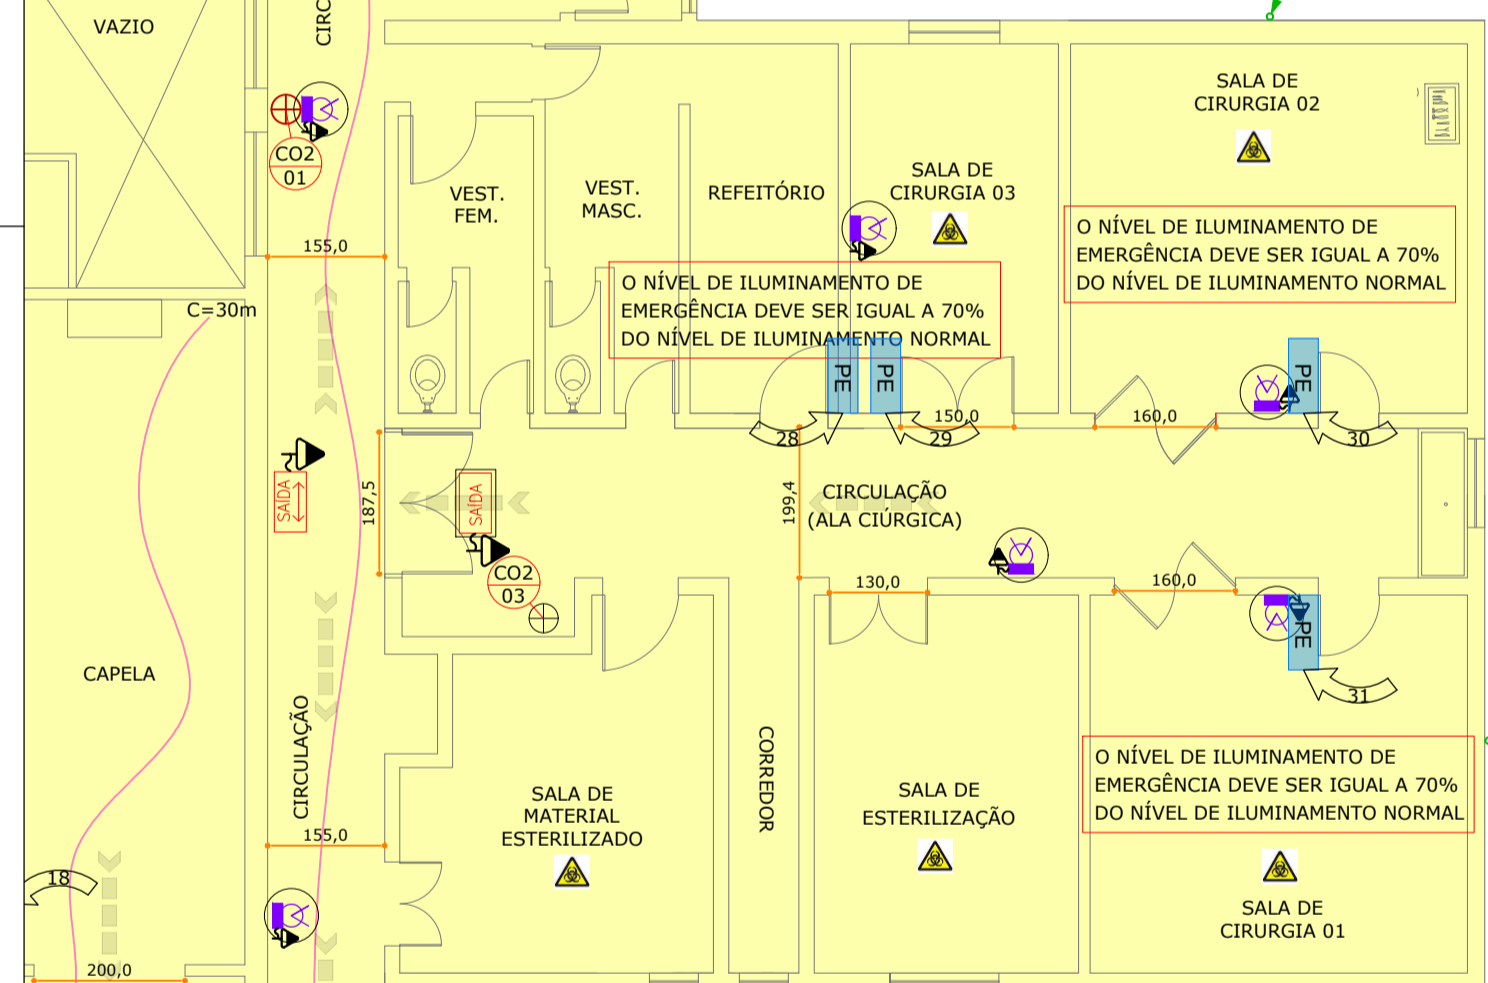 VAZIO
CIRC
CO2
01
155,0
C=30m
VEST.
FEM.
VEST.
MASC.
REFEITÓRIO
SALA DE
CIRURGIA 03
SALA DE
CIRURGIA 02
O NÍVEL DE ILUMINAMENTO DE
EMERGÊNCIA DEVE SER IGUAL A 70%
DO NÍVEL DE ILUMINAMENTO NORMAL
O NÍVEL DE ILUMINAMENTO DE
EMERGÊNCIA DEVE SER IGUAL A 70%
DO NÍVEL DE ILUMINAMENTO NORMAL
PE
PE
PE
28
29
30
150,0
160,0
SAÍDA
187,5
SAÍDA
199,4
CIRCULAÇÃO
(ALA CIÚRGICA)
CO2
03
130,0
160,0
PE
31
CAPELA
CIRCULAÇÃO
155,0
SALA DE
MATERIAL
ESTERILIZADO
CORREDOR
SALA DE
ESTERILIZAÇÃO
O NÍVEL DE ILUMINAMENTO DE
EMERGÊNCIA DEVE SER IGUAL A 70%
DO NÍVEL DE ILUMINAMENTO NORMAL
SALA DE
CIRURGIA 01
18
200,0